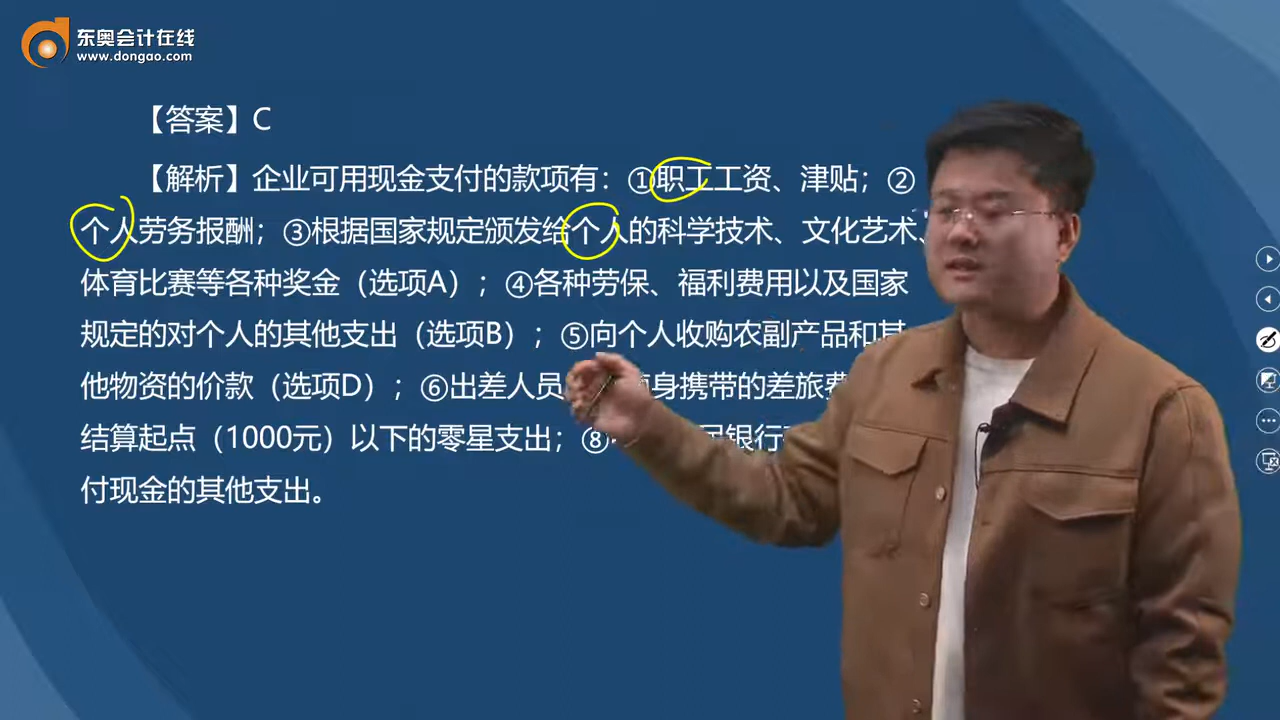 东奥会计在线
www.dongao.com
【答案】C
【解析】企业可用现金支付的款项有：①职工工资、津贴；②
个人劳务报酬；③根据国家规定颁发给个人的科学技术、文化艺术、
体育比赛等各种奖金（选项A）；④各种劳保、福利费用以及国家
规定的对个人的其他支出（选项B）；⑤向个人收购农副产品和其
他物资的价款（选项D）；⑥出差人员 身携带的差旅费
结算起点（1000元）以下的零星支出；⑧ 银行
付现金的其他支出。